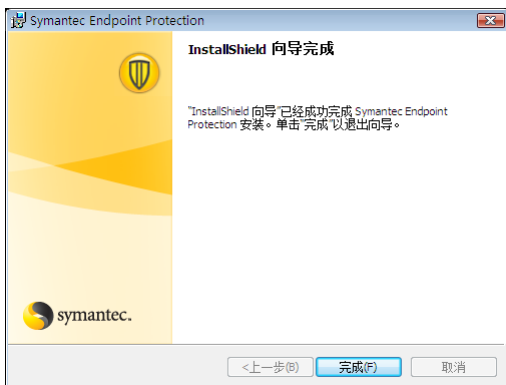 Symantec Endpoint Protection
InstallShield 向导完成
"InstallShield 向导"已经成功完成 Symantec Endpoint
Protection 安装。单击"完成"以退出向导。
symantec.
<上一步(B)
完成(F)
取消